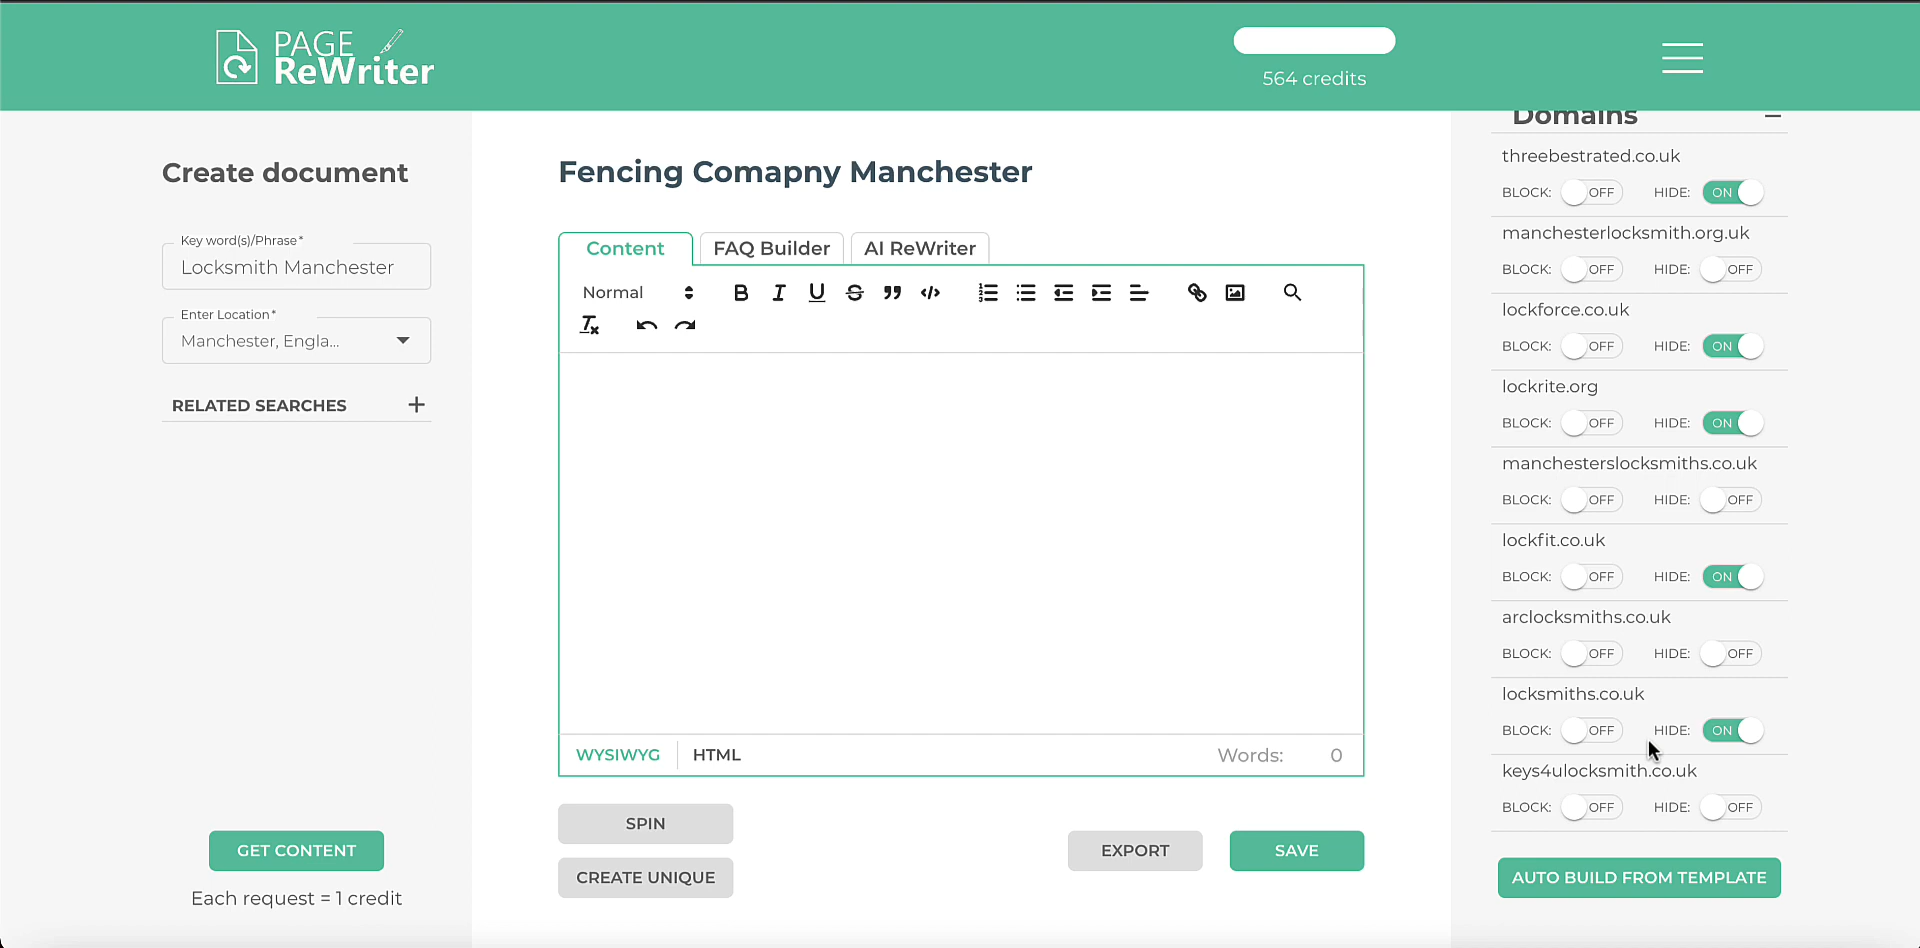 PAGE
ReWriter
564 credits
Create document
Key word(s)/Phrase*
Locksmith Manchester
Enter Location*
Manchester, Engla...
RELATED SEARCHES
GET CONTENT
Each request = 1 credit
Fencing Comapny Manchester
Content
FAQ Builder
AI ReWriter
Normal
WYSIWYG
HTML
Words: 0
SPIN
CREATE UNIQUE
EXPORT
SAVE
Domains
threebestrated.co.uk
BLOCK: OFF HIDE: ON
manchesterlocksmith.org.uk
BLOCK: OFF HIDE: OFF
lockforce.co.uk
BLOCK: OFF HIDE: ON
lockrite.org
BLOCK: OFF HIDE: ON
manchesterslocksmiths.co.uk
BLOCK: OFF HIDE: OFF
lockfit.co.uk
BLOCK: OFF HIDE: ON
arclocksmiths.co.uk
BLOCK: OFF HIDE: OFF
locksmiths.co.uk
BLOCK: OFF HIDE: ON
keys4ulocksmith.co.uk
BLOCK: OFF HIDE: OFF
AUTO BUILD FROM TEMPLATE